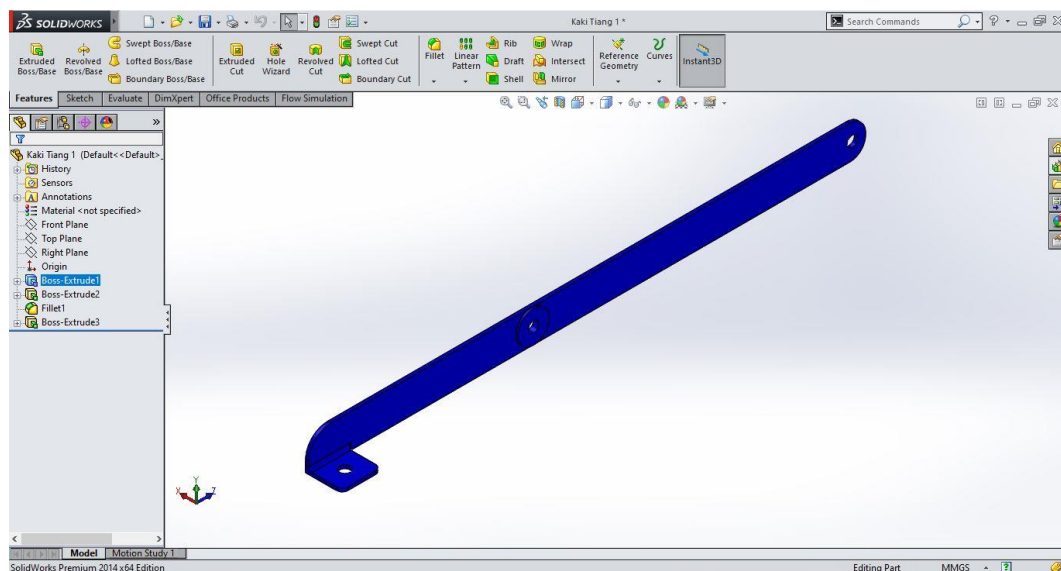 SOLIDWORKS
Kaki Tiang 1 *
Search Commands
Extruded Boss/Base
Revolved Boss/Base
Swept Boss/Base
Lofted Boss/Base
Boundary Boss/Base
Extruded Cut
Hole Wizard
Revolved Cut
Swept Cut
Lofted Cut
Boundary Cut
Fillet
Linear Pattern
Rib
Draft
Shell
Wrap
Intersect
Mirror
Reference Geometry
Curves
Instant3D
Features Sketch Evaluate DimXpert Office Products Flow Simulation
Kaki Tiang 1 (Default<<Default>_
History
Sensors
Annotations
Material <not specified>
Front Plane
Top Plane
Right Plane
Origin
Boss-Extrude1
Boss-Extrude2
Fillet1
Boss-Extrude3
Y
X
Z
Model Motion Study 1
SolidWorks Premium 2014 x64 Edition
Editing Part
MMGS